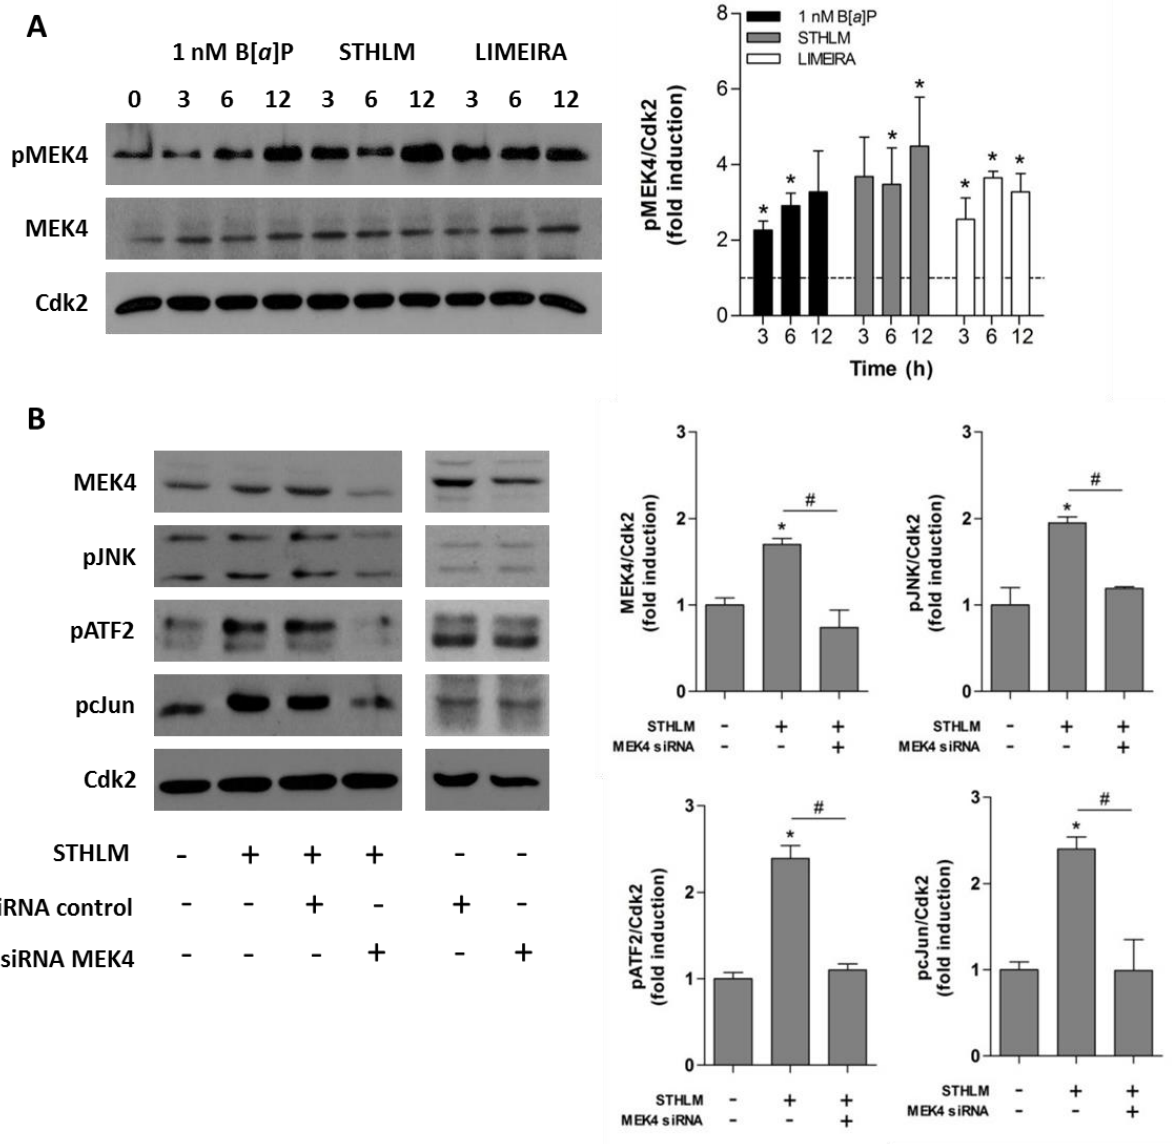 A
1 nM B[a]P STHLM LIMEIRA
0 3 6 12 3 6 12 3 6 12
pMEK4
MEK4
Cdk2
8
6
4
2
0
pMEK4/Cdk2
(fold induction)
1 nM B[a]P
STHLM
LIMEIRA
* * * * * * *
3 6 12 3 6 12 3 6 12
Time (h)
B
MEK4
pJNK
pATF2
pcJun
Cdk2
STHLM - + + + - -
iRNA control - - + - + -
siRNA MEK4 - - - + - +
3
2
1
0
MEK4/Cdk2
(fold induction)
*
#
STHLM - + +
MEK4 siRNA - - +
3
2
1
0
pJNK/Cdk2
(fold induction)
*
#
STHLM - + +
MEK4 siRNA - - +
3
2
1
0
pATF2/Cdk2
(fold induction)
*
#
STHLM - + +
MEK4 siRNA - - +
3
2
1
0
pcJun/Cdk2
(fold induction)
*
#
STHLM - + +
MEK4 siRNA - - +